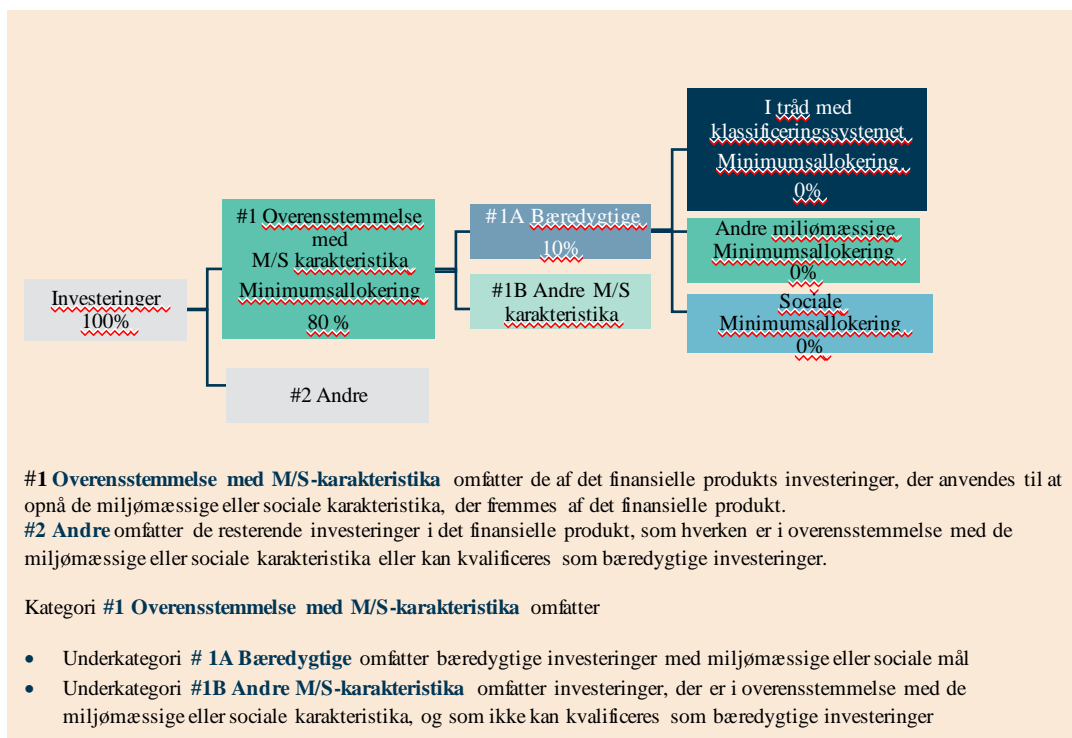 Investeringer
100%
#1 Overensstemmelse
med
M/S karakteristika
Minimumsallokering
80 %
#2 Andre
#1A Bæredygtige
10%
#1B Andre M/S
karakteristika
I tråd med
klassificeringssystemet
Minimumsallokering
0%
Andre miljømæssige
Minimumsallokering
0%
Sociale
Minimumsallokering
0%
#1 Overensstemmelse med M/S-karakteristika omfatter de af det finansielle produkts investeringer, der anvendes til at
opnå de miljømæssige eller sociale karakteristika, der fremmes af det finansielle produkt.
#2 Andre omfatter de resterende investeringer i det finansielle produkt, som hverken er i overensstemmelse med de
miljømæssige eller sociale karakteristika eller kan kvalificeres som bæredygtige investeringer.
Kategori #1 Overensstemmelse med M/S-karakteristika omfatter
• Underkategori # 1A Bæredygtige omfatter bæredygtige investeringer med miljømæssige eller sociale mål
• Underkategori #1B Andre M/S-karakteristika omfatter investeringer, der er i overensstemmelse med de
miljømæssige eller sociale karakteristika, og som ikke kan kvalificeres som bæredygtige investeringer